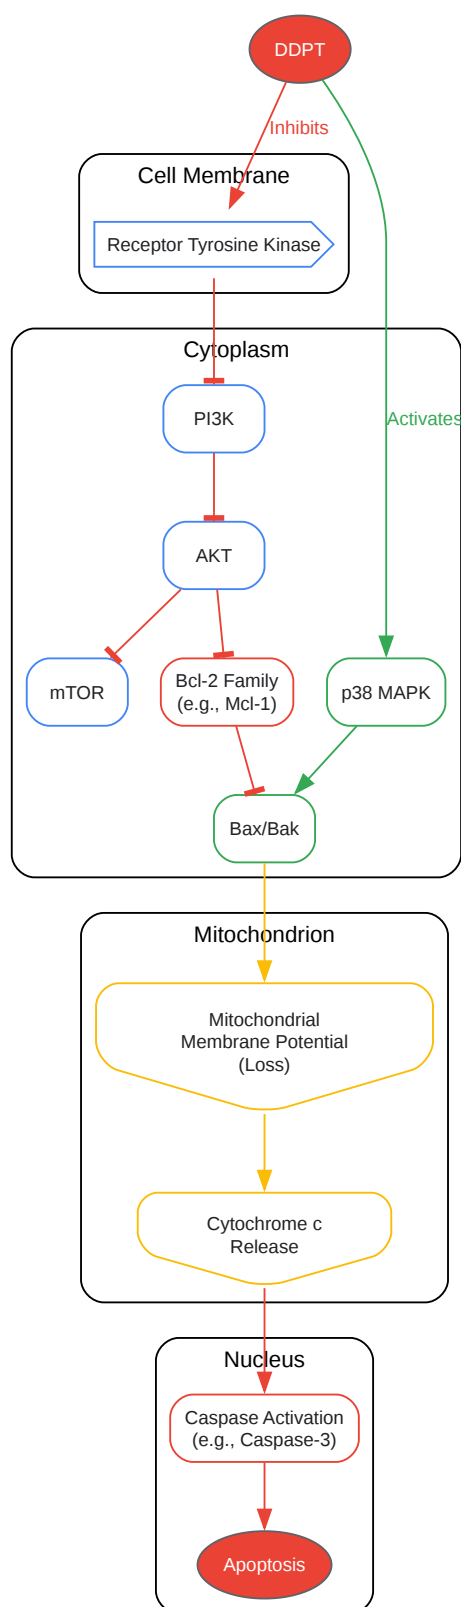 DDPT
Inhibits
Cell Membrane
Receptor Tyrosine Kinase
Cytoplasm
PI3K
Activates
AKT
mTOR
Bcl-2 Family
(e.g., Mcl-1)
p38 MAPK
Bax/Bak
Mitochondrion
Mitochondrial
Membrane Potential
(Loss)
Cytochrome c
Release
Nucleus
Caspase Activation
(e.g., Caspase-3)
Apoptosis